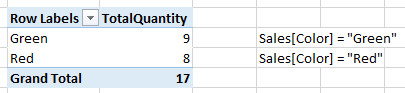 Row Labels TotalQuantity
Green 9 Sales[Color] = "Green"
Red 8 Sales[Color] = "Red"
Grand Total 17